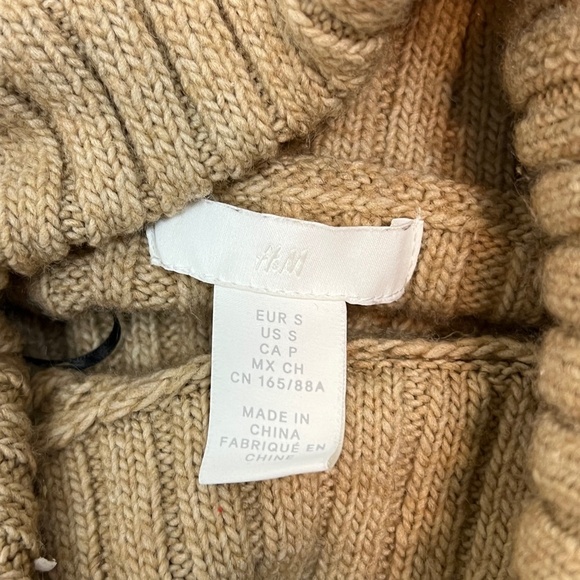 H&M
EUR S
US S
CA P
MX CH
CN 165/88A
MADE IN
CHINA
FABRIQUÉ EN
CHINE